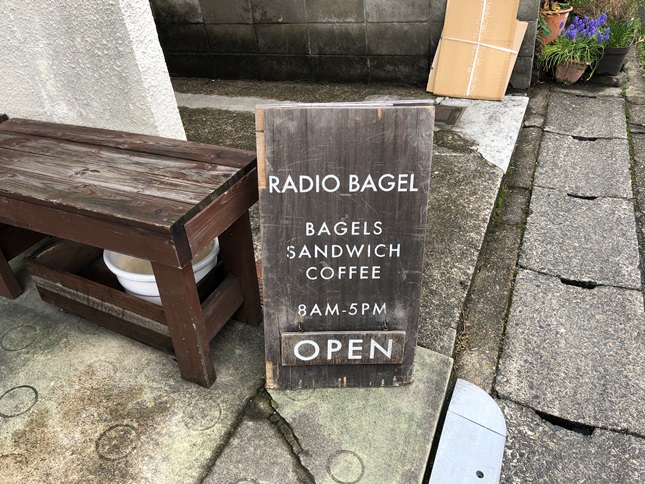 RADIO BAGEL
BAGELS
SANDWICH
COFFEE
8AM-5PM
OPEN